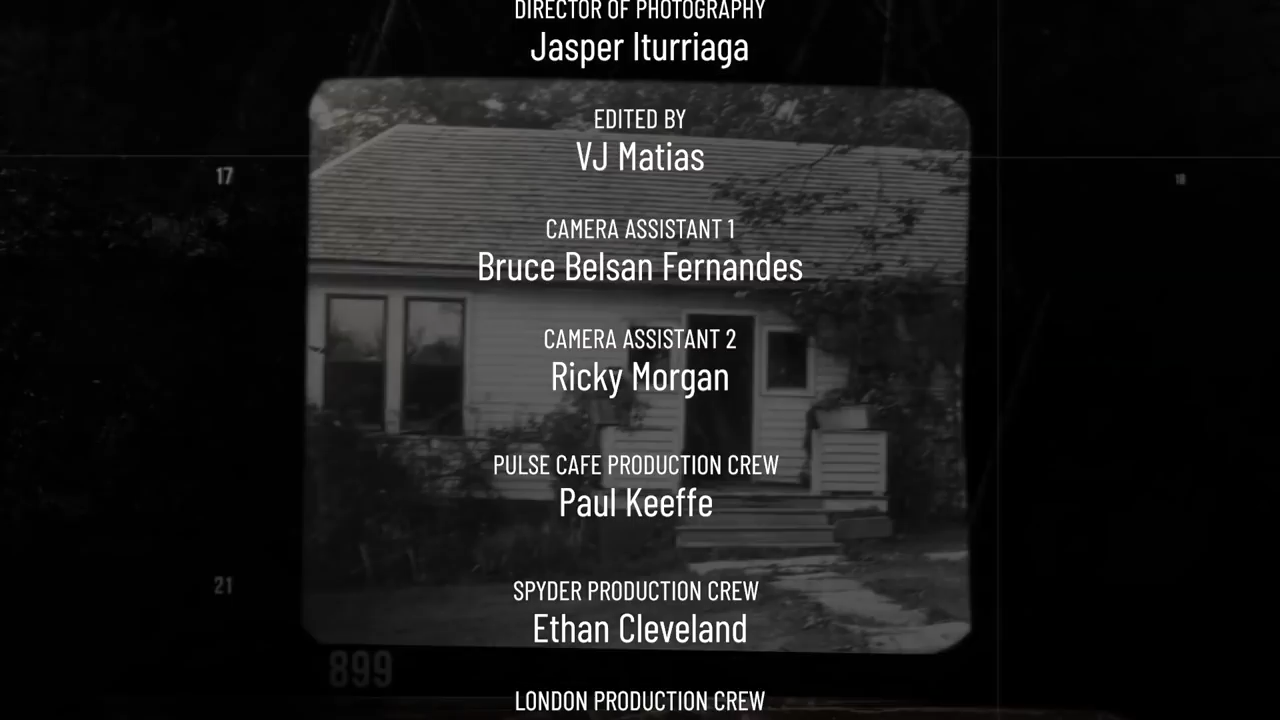 DIRECTOR OF PHOTOGRAPHY
Jasper Iturriaga
EDITED BY
VJ Matias
17
18
CAMERA ASSISTANT 1
Bruce Belsan Fernandes
CAMERA ASSISTANT 2
Ricky Morgan
PULSE CAFE PRODUCTION CREW
Paul Keeffe
21
SPYDER PRODUCTION CREW
Ethan Cleveland
899
LONDON PRODUCTION CREW